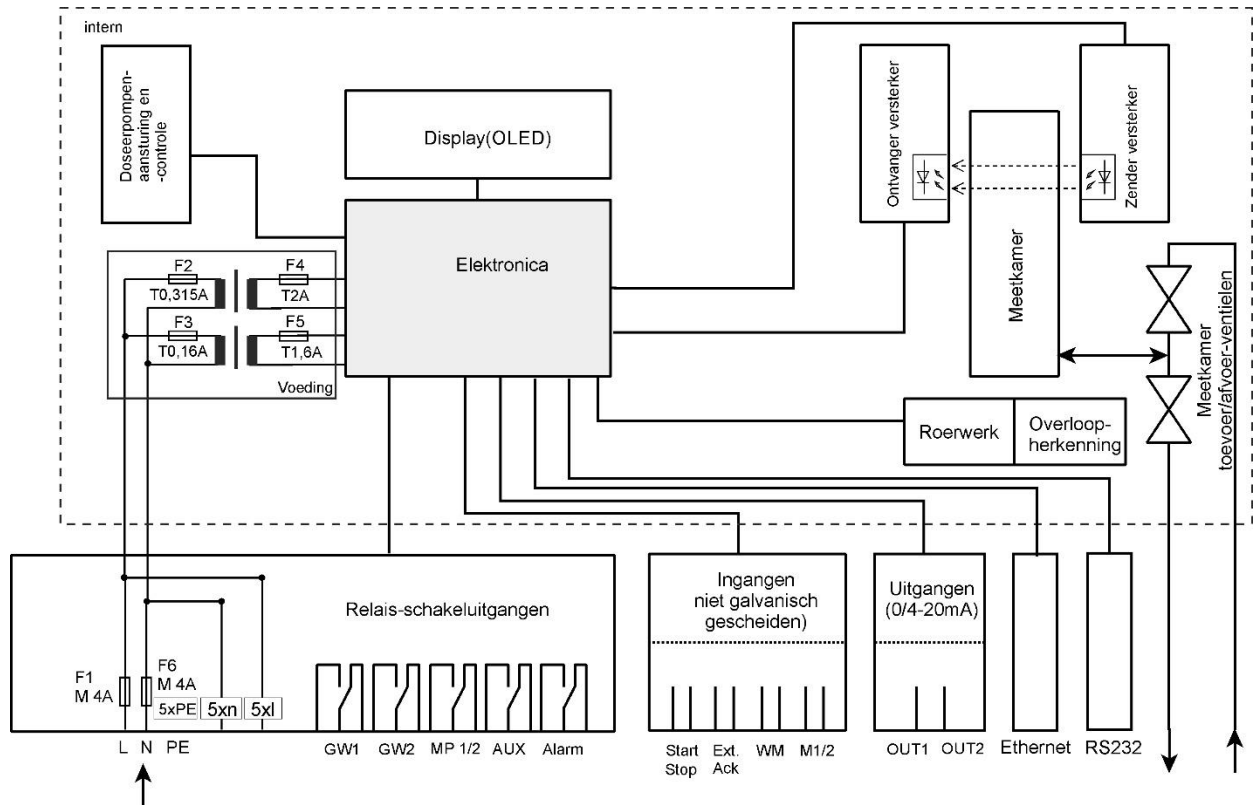 intern
Doseerpompen-
aansturing en
-controle
Display(OLED)
Ontvanger versterker
Meetkamer
Zender versterker
Elektronica
F2
T0,315A
F4
T2A
F3
T0,16A
F5
T1,6A
Voeding
Meetkamer
toevoer/afvoer-ventielen
Roerwerk
Overloop-
herkenning
Relais-schakeluitgangen
F1
M 4A
F6
M 4A
5xPE
5xn
5xl
L N PE
GW1 GW2 MP 1/2 AUX Alarm
Ingangen
niet galvanisch
gescheiden)
Start
Stop
Ext.
Ack
WM
M1/2
Uitgangen
(0/4-20mA)
OUT1 OUT2
Ethernet
RS232